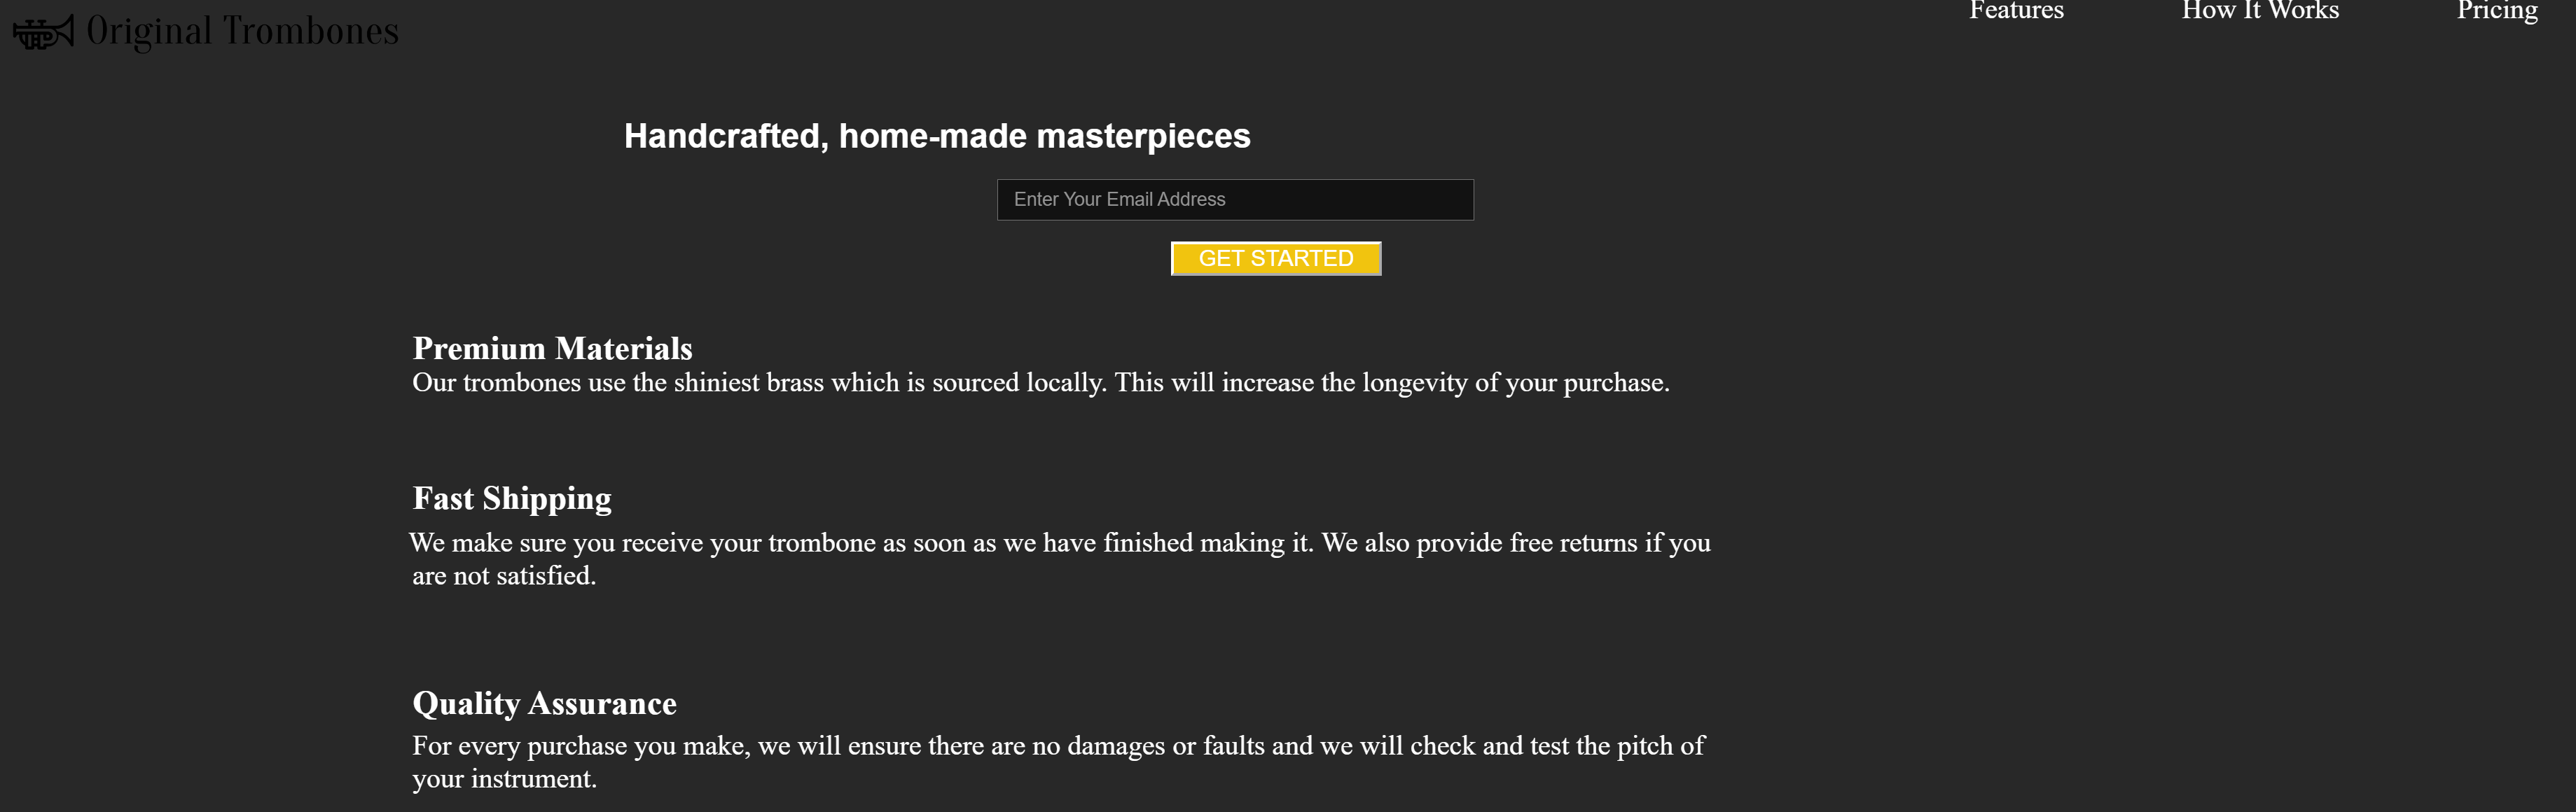 Original Trombones
Features
How It Works
Pricing
Handcrafted, home-made masterpieces
Enter Your Email Address
GET STARTED
Premium Materials
Our trombones use the shiniest brass which is sourced locally. This will increase the longevity of your purchase.
Fast Shipping
We make sure you receive your trombone as soon as we have finished making it. We also provide free returns if you
are not satisfied.
Quality Assurance
For every purchase you make, we will ensure there are no damages or faults and we will check and test the pitch of
your instrument.